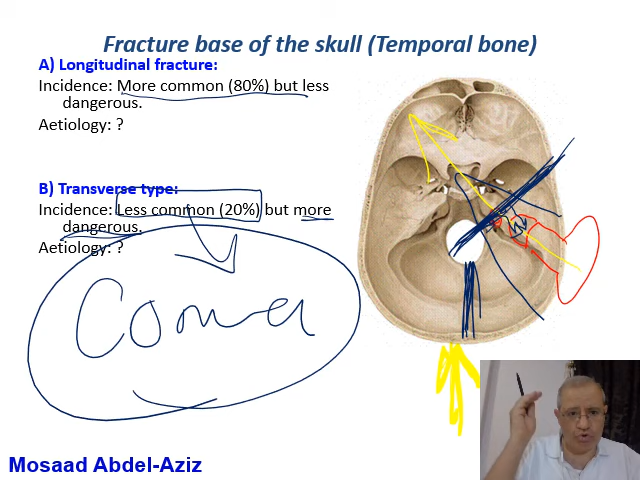 Fracture base of the skull (Temporal bone)
A) Longitudinal fracture:
Incidence: More common (80%) but less
dangerous.
Aetiology: ?
B) Transverse type:
Incidence: Less common (20%) but more
dangerous.
Aetiology: ?
Mosaad Abdel-Aziz